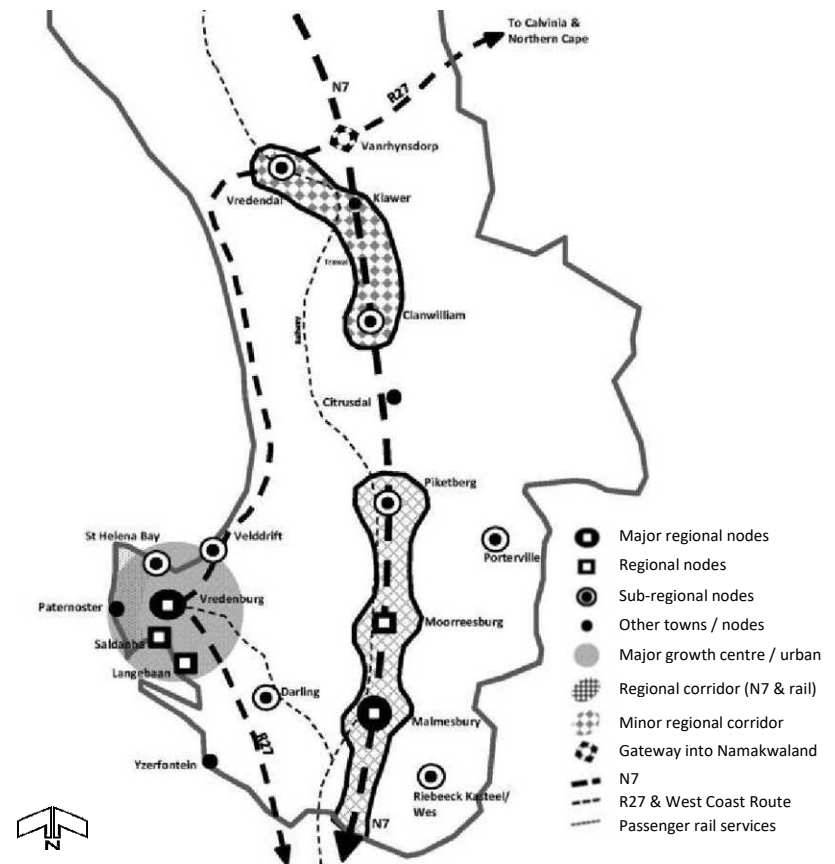 To Calvinia &
Northern Cape
N7
R27
Vanrhynsdorp
Vredendal
Klawer
Trawal
Clanwilliam
Railway
Citrusdal
Piketberg
St Helena Bay
Velddrift
Porterville
Paternoster
Vredenburg
Moorreesburg
Saldanha
Langebaan
Darling
Malmesbury
R27
Yzerfontein
Riebeeck Kasteel/
Wes
N7
N
Major regional nodes
Regional nodes
Sub-regional nodes
Other towns / nodes
Major growth centre / urban
Regional corridor (N7 & rail)
Minor regional corridor
Gateway into Namakwaland
N7
R27 & West Coast Route
Passenger rail services